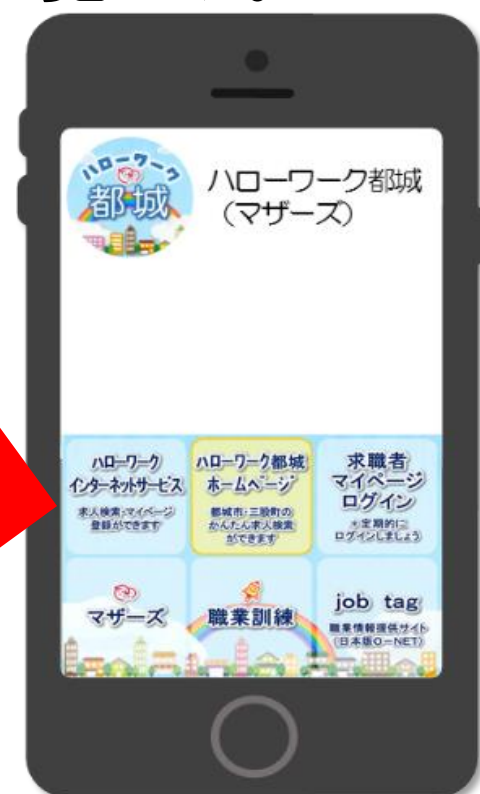 ハローワーク
都城
ハローワーク都城
（マザーズ）
ハローワーク
インターネットサービス
求人検索・マイページ
登録ができます
ハローワーク都城
ホームページ
都城市・三股町の
かんたん求人検索
ができます
求職者
マイページ
ログイン
＊定期的に
ログインしましょう
マザーズ
職業訓練
job tag
職業情報提供サイト
（日本版O-NET）